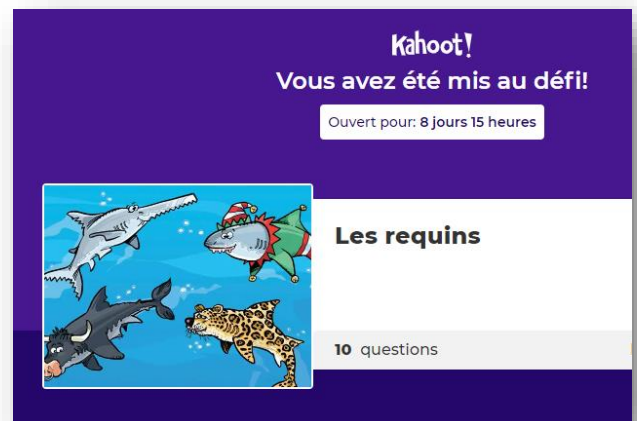 Kahoot!
Vous avez été mis au défi!
Ouvert pour: 8 jours 15 heures
Les requins
10 questions